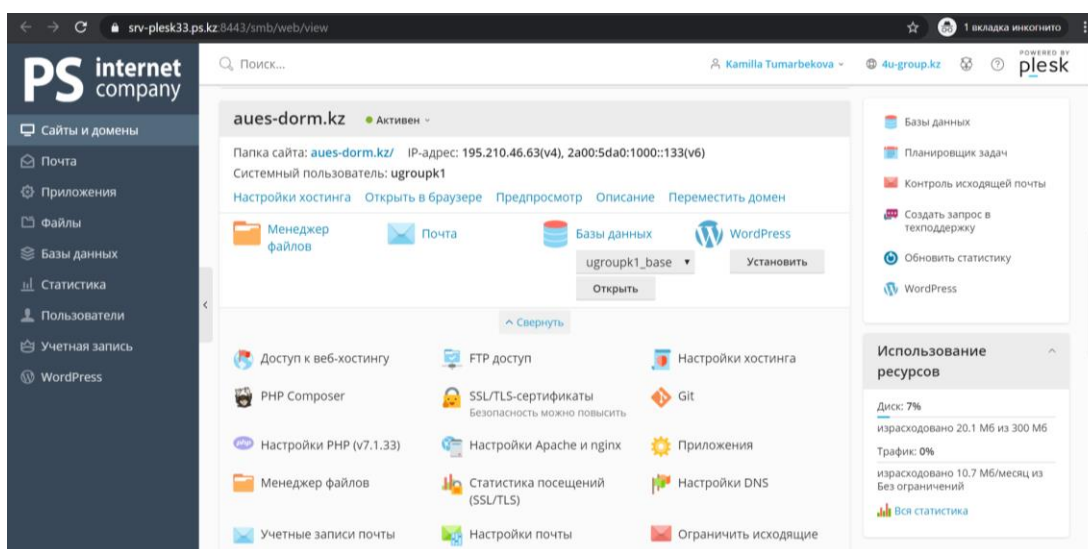 srv-plesk33.ps.kz:8443/smb/web/view
1 вкладка инкогнито
PS internet company
Поиск...
Kamilla Tumarbekova
4u-group.kz
POWERED BY
plesk
Сайты и домены
Почта
Приложения
Файлы
Базы данных
Статистика
Пользователи
Учетная запись
WordPress
aues-dorm.kz
Активен
Папка сайта: aues-dorm.kz/ IP-адрес: 195.210.46.63(v4), 2a00:5da0:1000::133(v6)
Системный пользователь: ugroupk1
Настройки хостинга Открыть в браузере Предпросмотр Описание Переместить домен
Менеджер
файлов
Почта
Базы данных
ugroupk1_base
Открыть
WordPress
Установить
Свернуть
Доступ к веб-хостингу
FTP доступ
Настройки хостинга
PHP Composer
SSL/TLS-сертификаты
Безопасность можно повысить
Git
Настройки PHP (v7.1.33)
Настройки Apache и nginx
Приложения
Менеджер файлов
Статистика посещений
(SSL/TLS)
Настройки DNS
Учетные записи почты
Настройки почты
Ограничить исходящие
Базы данных
Планировщик задач
Контроль исходящей почты
Создать запрос в
техподдержку
Обновить статистику
WordPress
Использование
ресурсов
Диск: 7%
израсходовано 20.1 Мб из 300 Мб
Трафик: 0%
израсходовано 10.7 Мб/месяц из
Без ограничений
Вся статистика